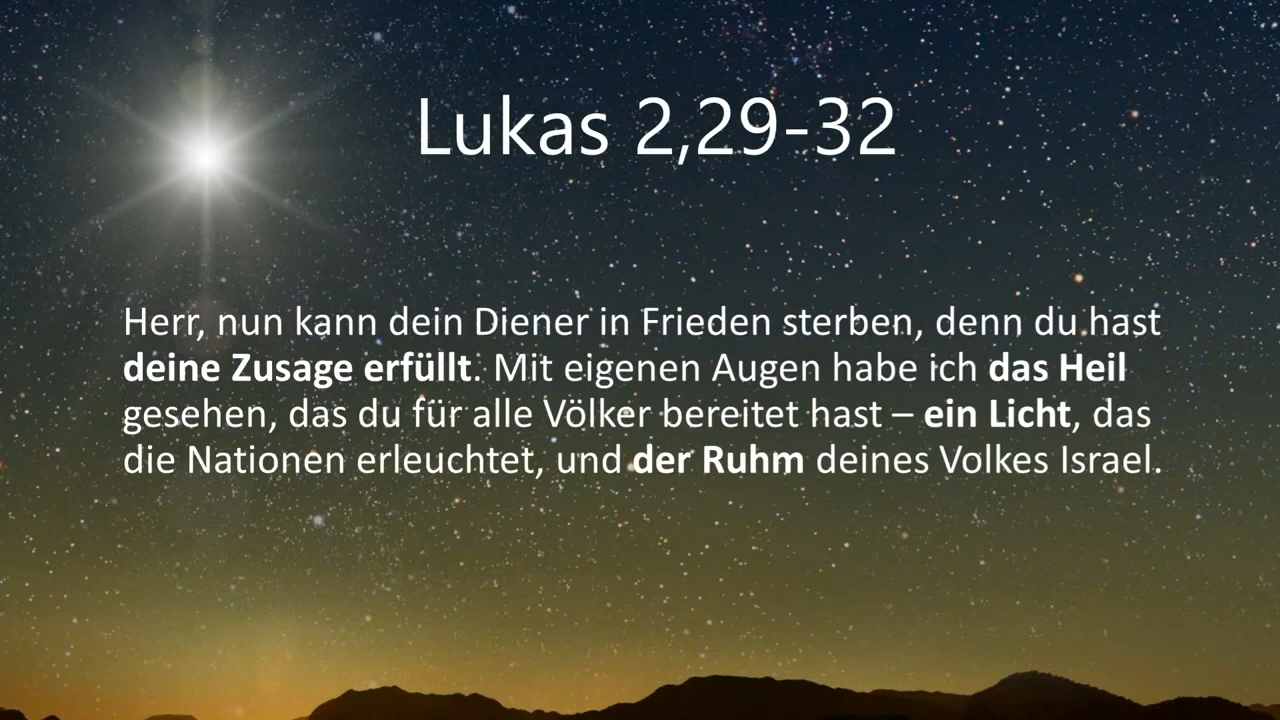 Lukas 2,29-32
Herr, nun kann dein Diener in Frieden sterben, denn du hast
deine Zusage erfüllt. Mit eigenen Augen habe ich das Heil
gesehen, das du für alle Völker bereitet hast – ein Licht, das
die Nationen erleuchtet, und der Ruhm deines Volkes Israel.